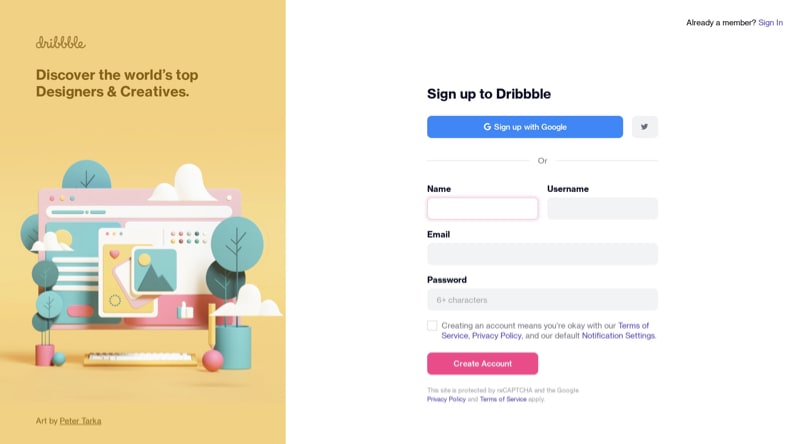 dribbble
Discover the world's top
Designers & Creatives.
Art by Peter Tarka
Already a member? Sign In
Sign up to Dribbble
G Sign up with Google
Or
Name
Username
Email
Password
6+ characters
Creating an account means you're okay with our Terms of
Service, Privacy Policy, and our default Notification Settings.
Create Account
This site is protected by reCAPTCHA and the Google
Privacy Policy and Terms of Service apply.